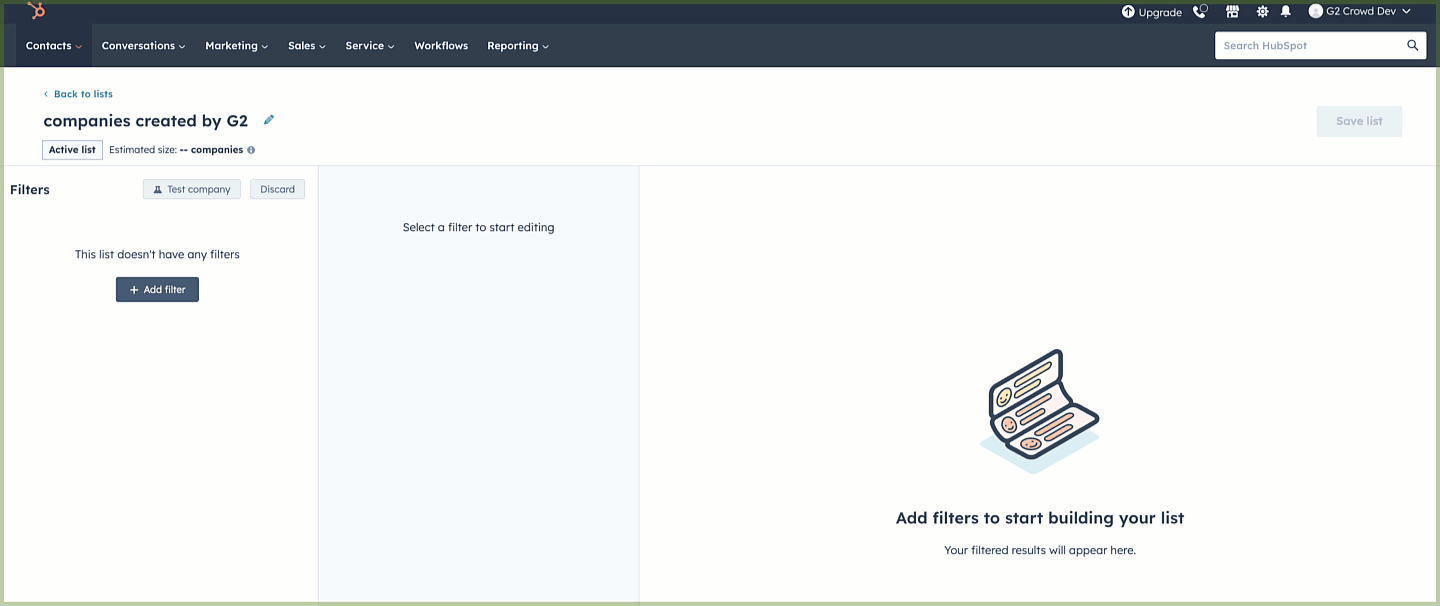 Upgrade
G2 Crowd Dev
Contacts Conversations Marketing Sales Service Workflows Reporting
Search HubSpot
Back to lists
companies created by G2
Save list
Active list Estimated size: -- companies
Filters Test company Discard
Select a filter to start editing
This list doesn't have any filters
+ Add filter
Add filters to start building your list
Your filtered results will appear here.